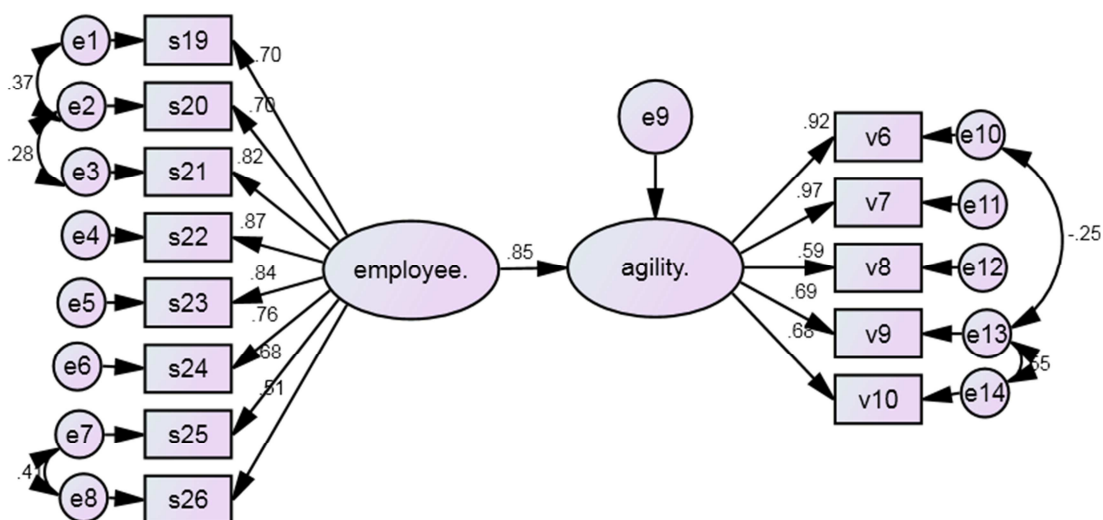 e1 s19 .70
.37
e2 s20 .70
.28
e3 s21 .82
e4 s22 .87
e5 s23 .84
e6 s24 .76
.68
e7 s25 .51
e8 s26
employee. .85 agility.
e9
.92 v6 e10
.97 v7 e11
-.25
.59 v8 e12
.69 v9 e13
.68 v10 e14